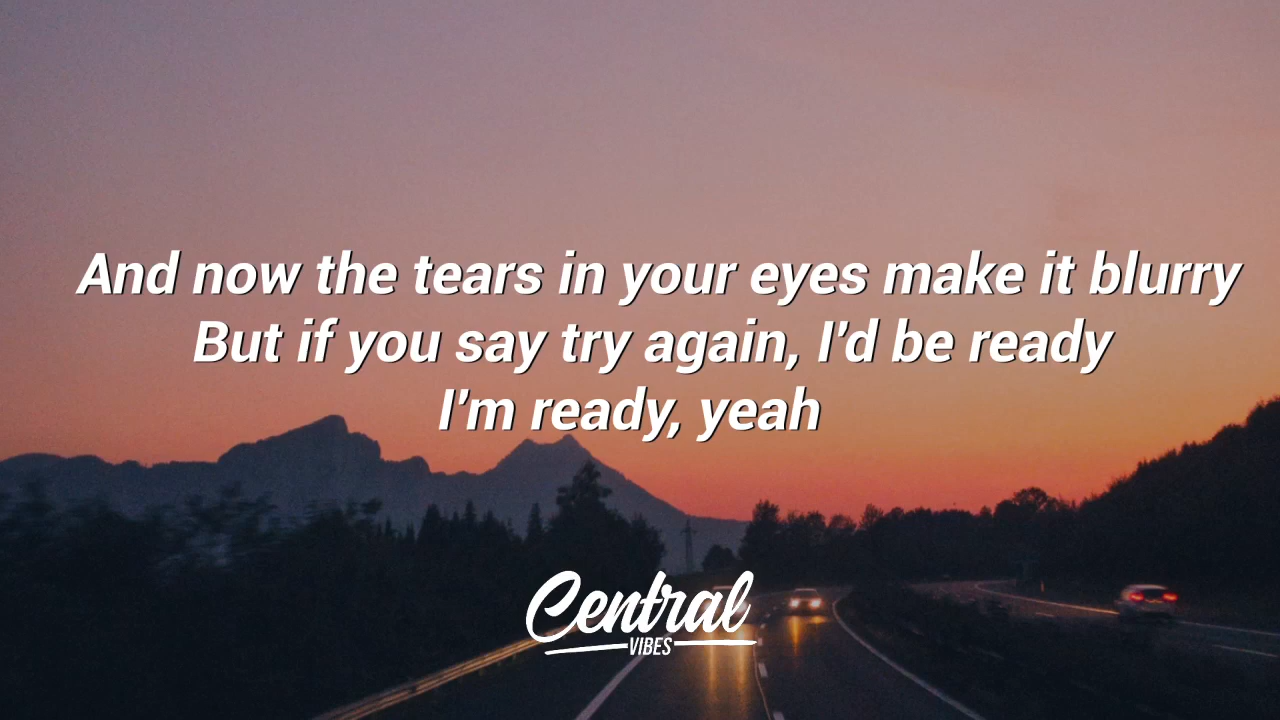 And now the tears in your eyes make it blurry
But if you say try again, I'd be ready
I'm ready, yeah
Central
VIBES